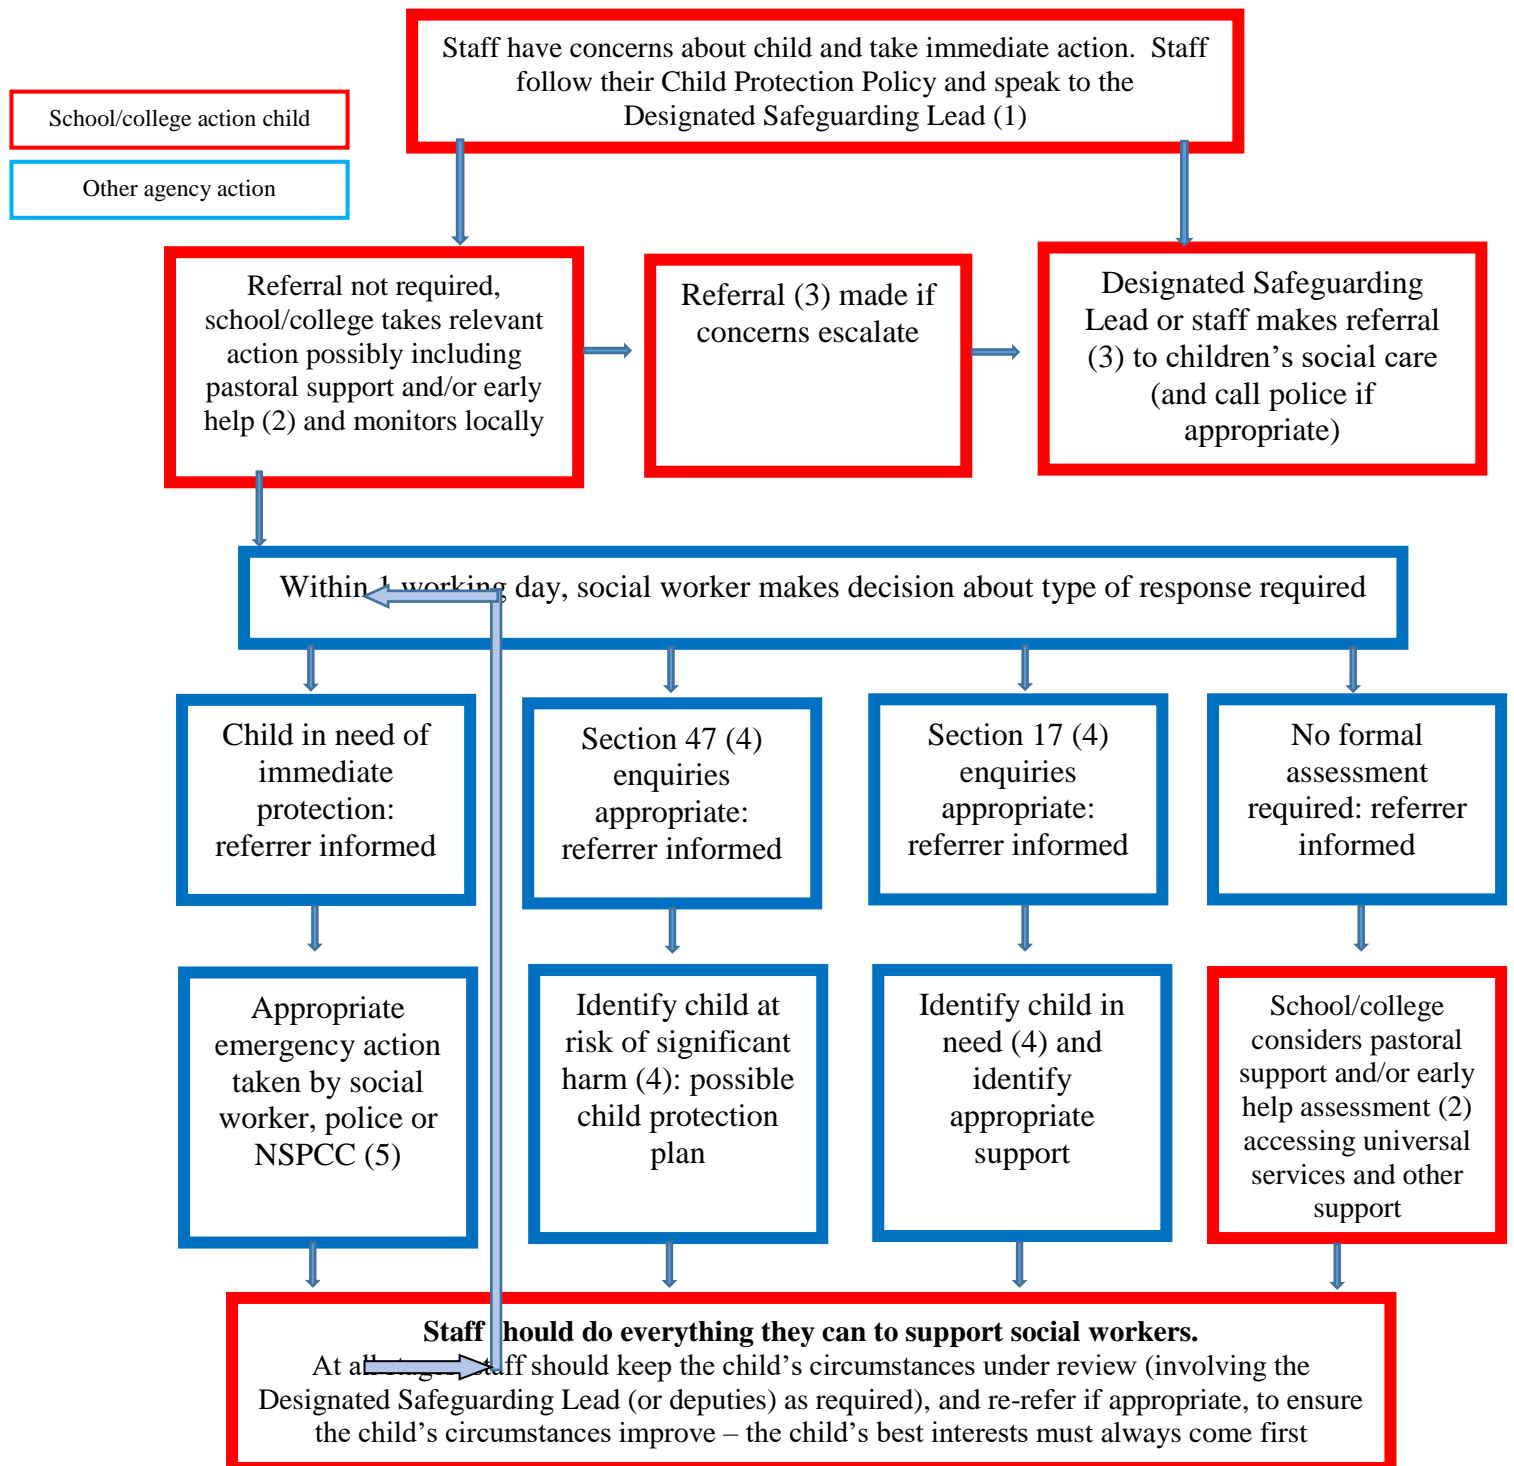 Staff have concerns about child and take immediate action.  Staff
follow their Child Protection Policy and speak to the
Designated Safeguarding Lead (1)
School/college action child
Other agency action
Referral not required,
school/college takes relevant
action possibly including
pastoral support and/or early
help (2) and monitors locally
Referral (3) made if
concerns escalate
Designated Safeguarding
Lead or staff makes referral
(3) to children’s social care
(and call police if
appropriate)
Within 1 working day, social worker makes decision about type of response required
Child in need of
immediate
protection:
referrer informed
Section 47 (4)
enquiries
appropriate:
referrer informed
Section 17 (4)
enquiries
appropriate:
referrer informed
No formal
assessment
required: referrer
informed
Appropriate
emergency action
taken by social
worker, police or
NSPCC (5)
Identify child at
risk of significant
harm (4): possible
child protection
plan
Identify child in
need (4) and
identify
appropriate
support
School/college
considers pastoral
support and/or early
help assessment (2)
accessing universal
services and other
support
Staff should do everything they can to support social workers.
At all stages staff should keep the child’s circumstances under review (involving the
Designated Safeguarding Lead (or deputies) as required), and re-refer if appropriate, to ensure
the child’s circumstances improve – the child’s best interests must always come first